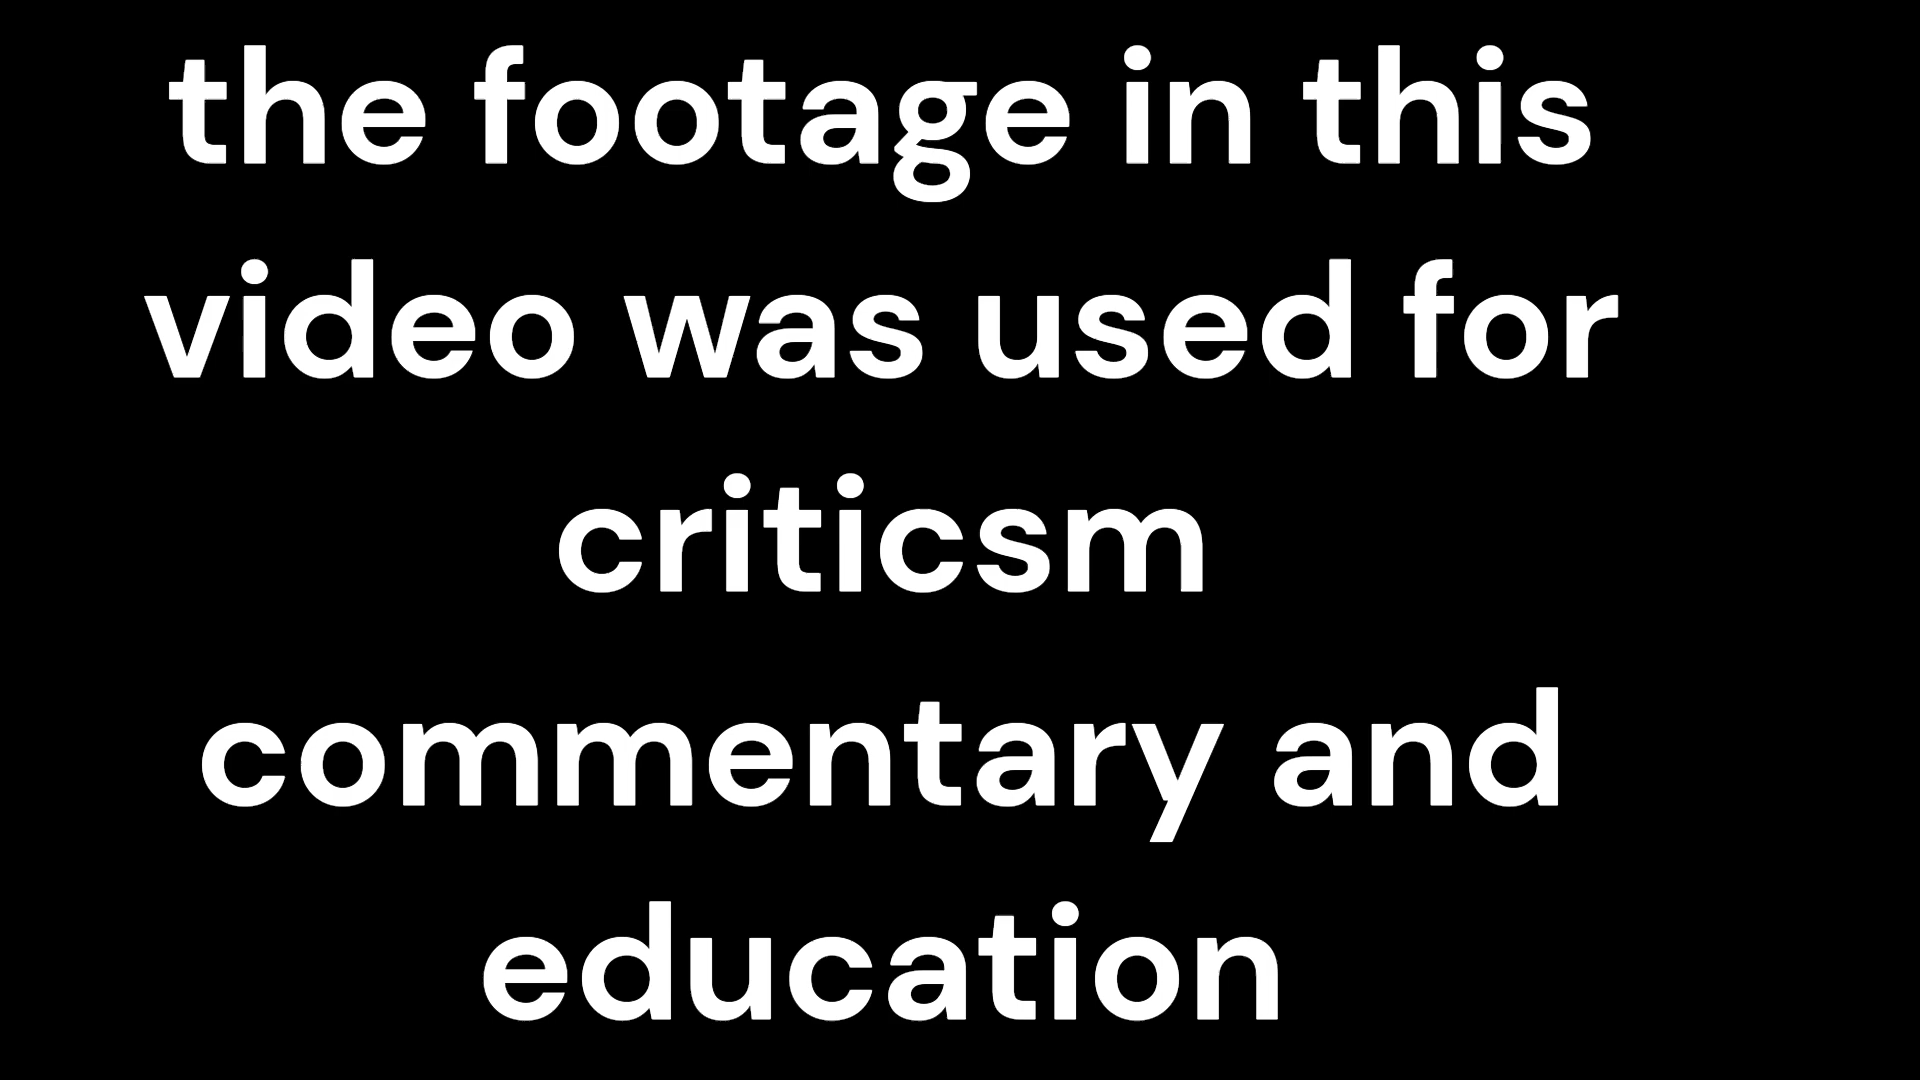 the footage in this
video was used for
criticsm
commentary and
education